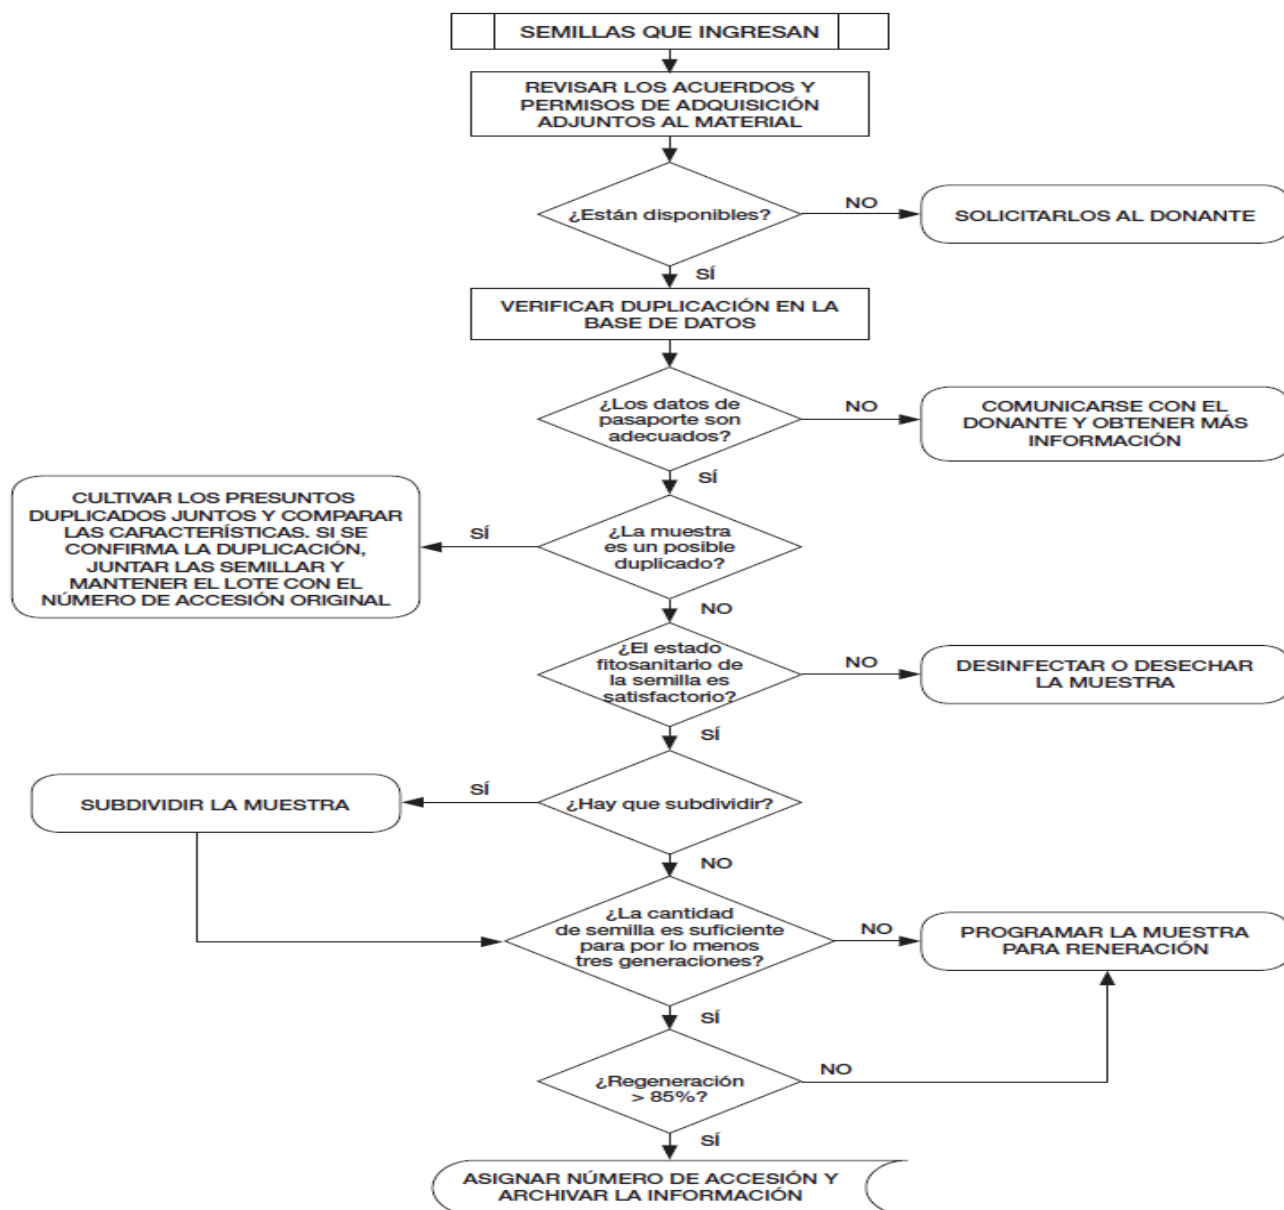 SEMILLAS QUE INGRESAN
REVISAR LOS ACUERDOS Y
PERMISOS DE ADQUISICIÓN
ADJUNTOS AL MATERIAL
¿Están disponibles?
NO
SOLICITARLOS AL DONANTE
SÍ
VERIFICAR DUPLICACIÓN EN LA
BASE DE DATOS
¿Los datos de
pasaporte son
adecuados?
NO
COMUNICARSE CON EL
DONANTE Y OBTENER MÁS
INFORMACIÓN
SÍ
¿La muestra
es un posible
duplicado?
SÍ
CULTIVAR LOS PRESUNTOS
DUPLICADOS JUNTOS Y COMPARAR
LAS CARACTERÍSTICAS. SI SE
CONFIRMA LA DUPLICACIÓN,
JUNTAR LAS SEMILLAR Y
MANTENER EL LOTE CON EL
NÚMERO DE ACCESIÓN ORIGINAL
NO
¿El estado
fitosanitario de
la semilla es
satisfactorio?
NO
DESINFECTAR O DESECHAR
LA MUESTRA
SÍ
¿Hay que subdividir?
SÍ
SUBDIVIDIR LA MUESTRA
NO
¿La cantidad
de semilla es suficiente
para por lo menos
tres generaciones?
NO
PROGRAMAR LA MUESTRA
PARA RENERACIÓN
SÍ
¿Regeneración
> 85%?
NO
SÍ
ASIGNAR NÚMERO DE ACCESIÓN Y
ARCHIVAR LA INFORMACIÓN